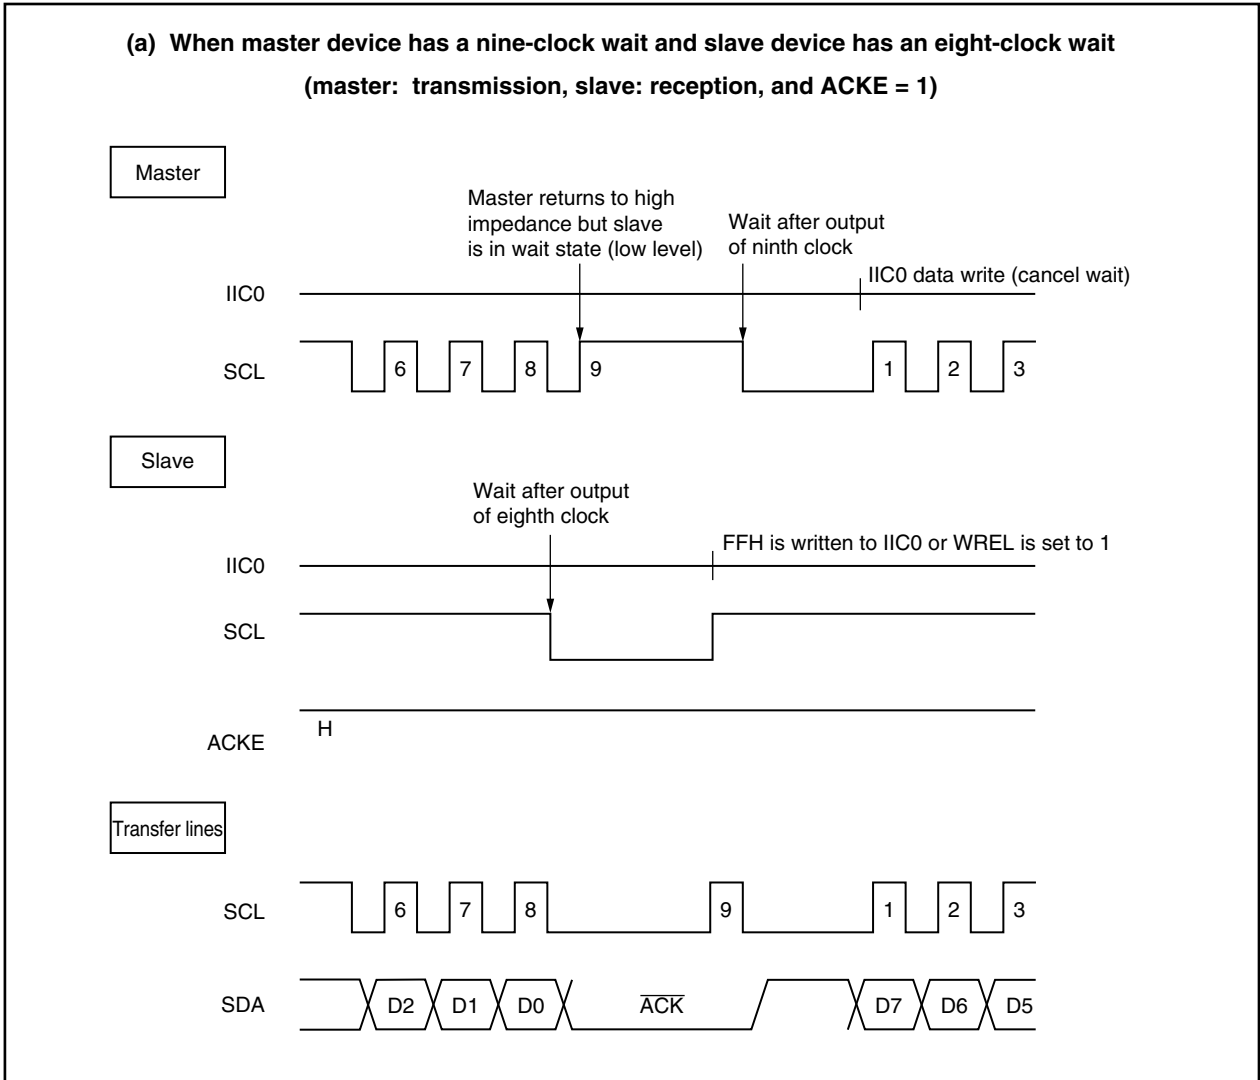 (a) When master device has a nine-clock wait and slave device has an eight-clock wait
(master: transmission, slave: reception, and ACKE = 1)
Master
Master returns to high
impedance but slave
is in wait state (low level)
Wait after output
of ninth clock
IIC0 data write (cancel wait)
IIC0
SCL
6 7 8 9 1 2 3
Slave
Wait after output
of eighth clock
FFH is written to IIC0 or WREL is set to 1
IIC0
SCL
H
ACKE
Transfer lines
SCL
6 7 8 9 1 2 3
SDA
D2 D1 D0 A̅C̅K̅ D7 D6 D5